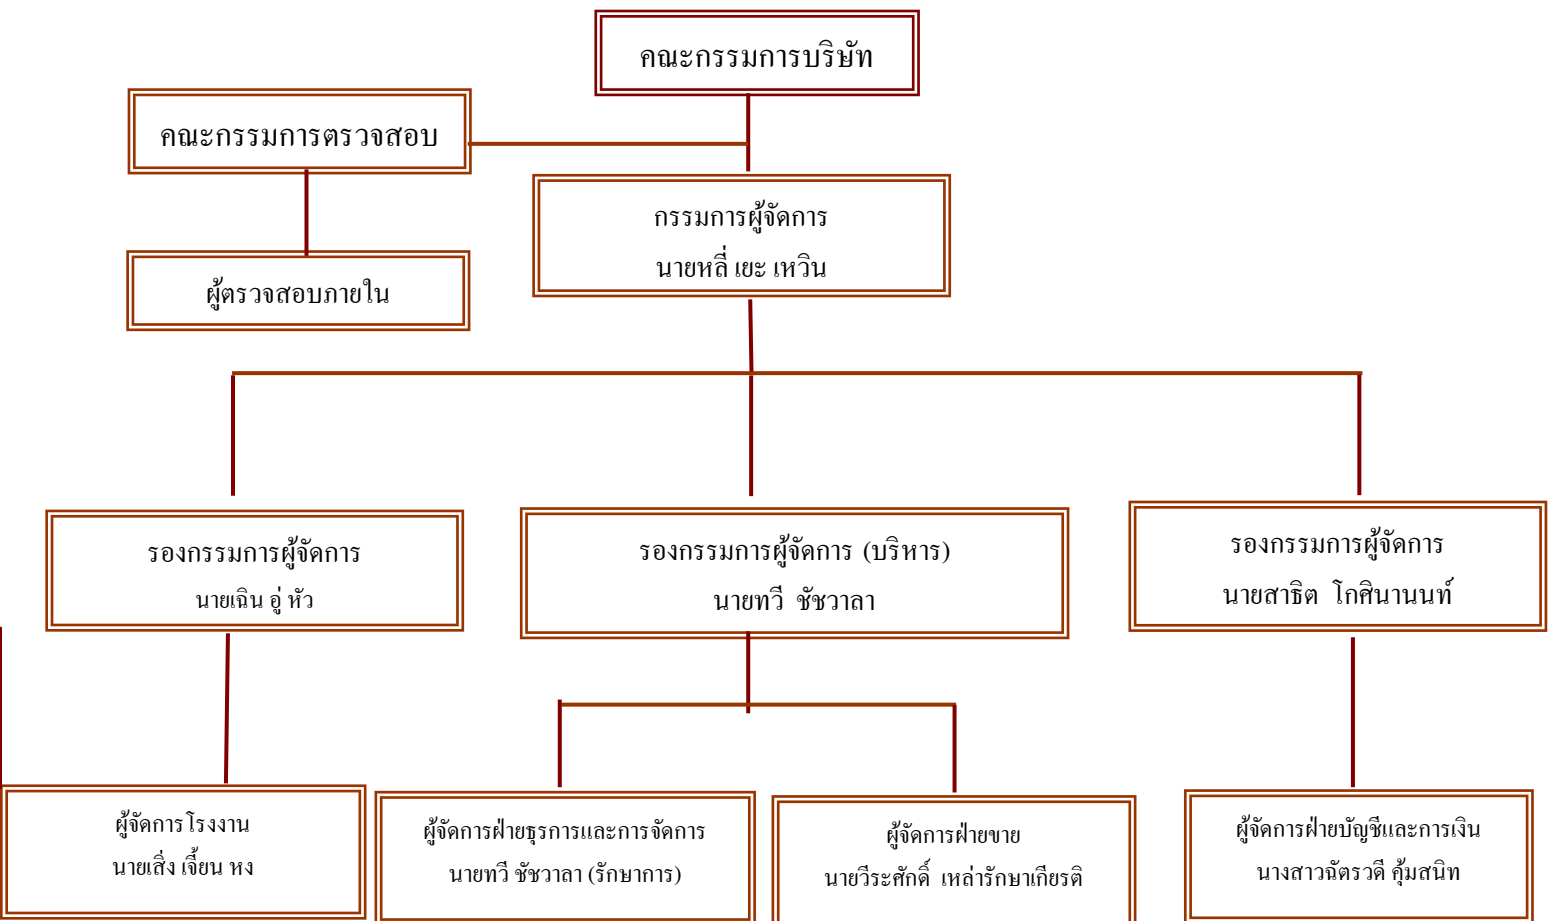 คณะกรรมการบริษัท
คณะกรรมการตรวจสอบ
กรรมการผู้จัดการ
นายหลี่ เยะ เหวิน
ผู้ตรวจสอบภายใน
รองกรรมการผู้จัดการ
นายเฉิน อู่ หัว
รองกรรมการผู้จัดการ (บริหาร)
นายทวี ชัชวาลา
รองกรรมการผู้จัดการ
นายสาธิต โกศินานนท์
ผู้จัดการโรงงาน
นายเสิ่ง เจี้ยน หง
ผู้จัดการฝ่ายธุรการและการจัดการ
นายทวี ชัชวาลา (รักษาการ)
ผู้จัดการฝ่ายขาย
นายวีระศักดิ์ เหล่ารักษาเกียรติ
ผู้จัดการฝ่ายบัญชีและการเงิน
นางสาวฉัตรวดี คุ้มสนิท